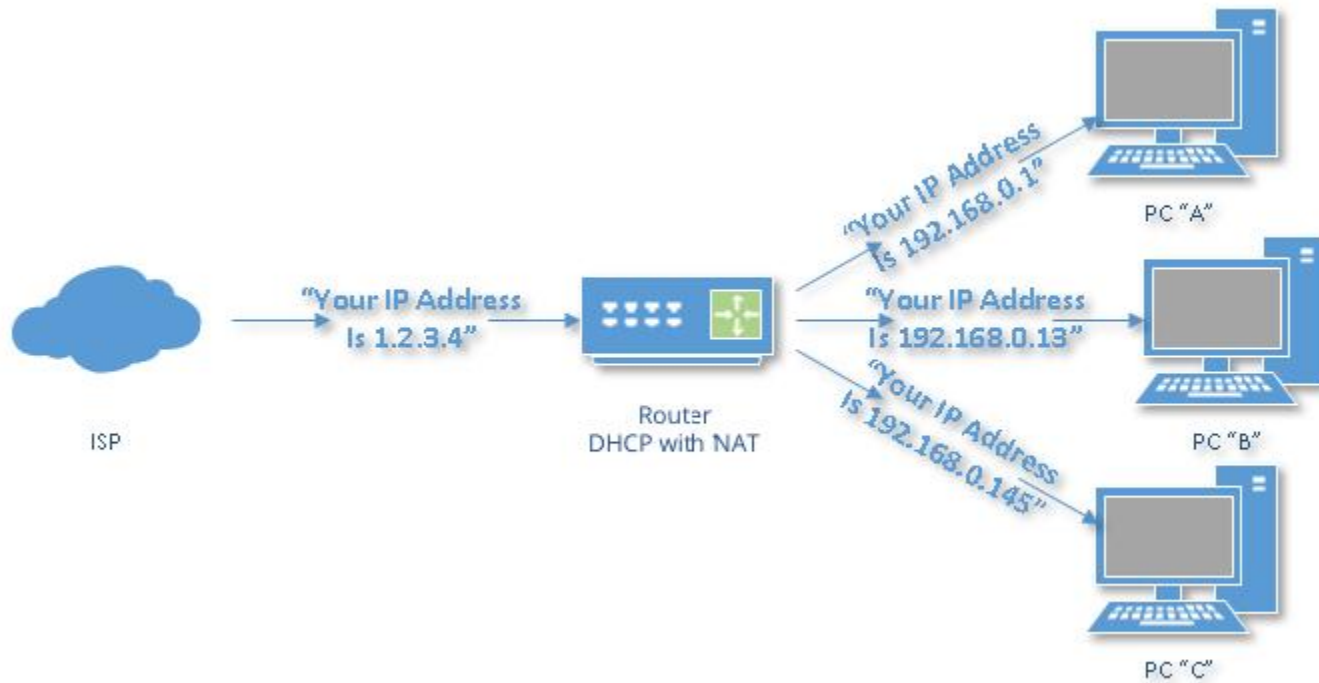 ISP
“Your IP Address
Is 1.2.3.4”
Router
DHCP with NAT
“Your IP Address
Is 192.168.0.1”
PC “A”
“Your IP Address
Is 192.168.0.13”
PC “B”
“Your IP Address
Is 192.168.0.145”
PC “C”